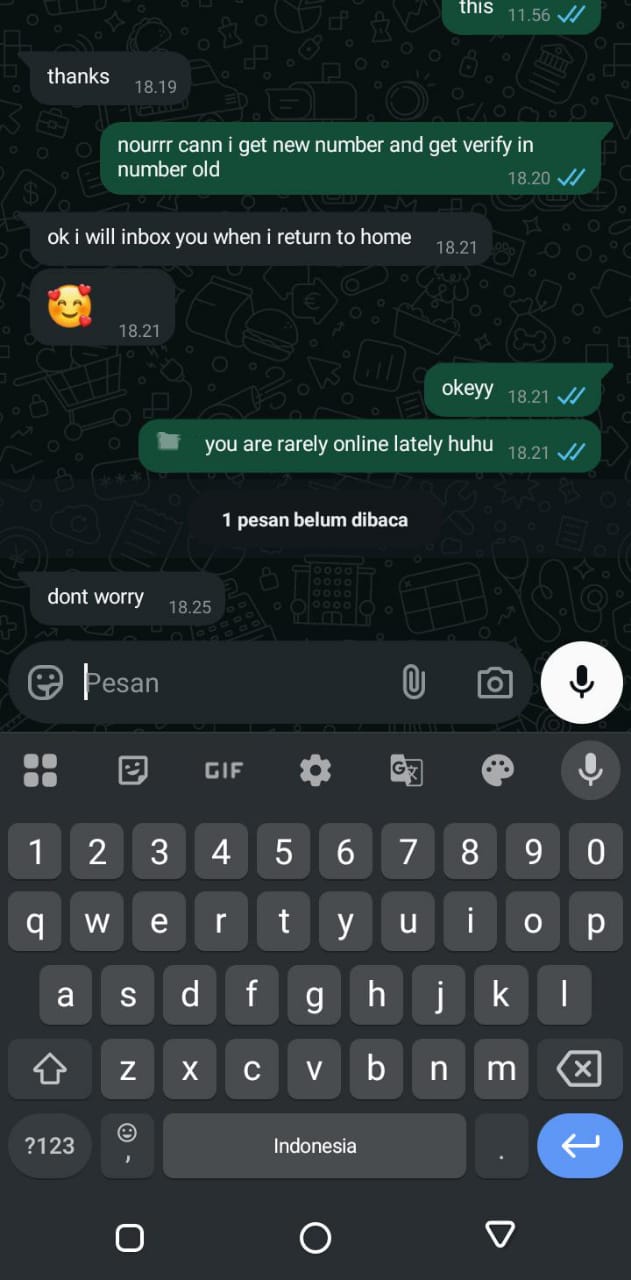 this 11.56
thanks 18.19
nourrr cann i get new number and get verify in
number old 18.20
ok i will inbox you when i return to home 18.21
🥰 18.21
okeyy 18.21
you are rarely online lately huhu 18.21
1 pesan belum dibaca
dont worry 18.25
Pesan
GIF
1 2 3 4 5 6 7 8 9 0
q w e r t y u i o p
a s d f g h j k l
z x c v b n m
?123 , Indonesia .